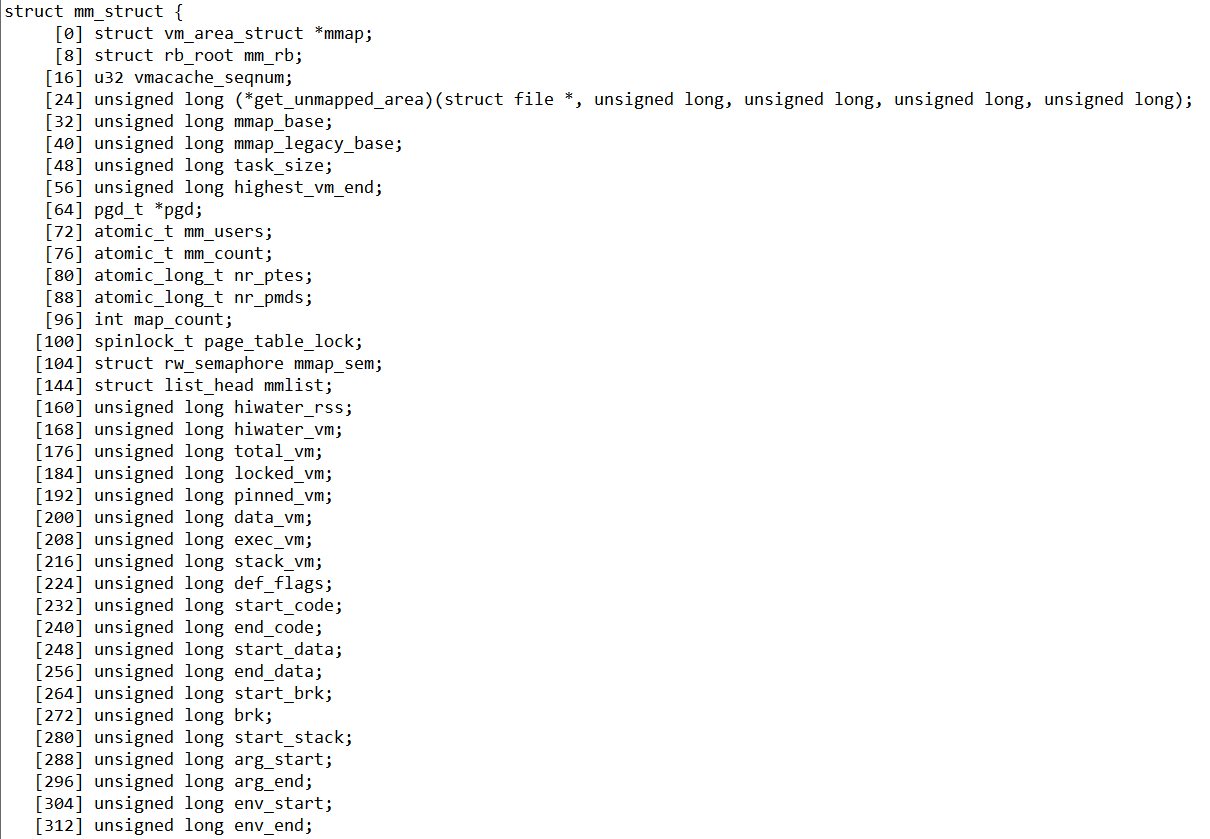 struct mm_struct {
[0] struct vm_area_struct *mmap;
[8] struct rb_root mm_rb;
[16] u32 vmacache_seqnum;
[24] unsigned long (*get_unmapped_area)(struct file *, unsigned long, unsigned long, unsigned long, unsigned long);
[32] unsigned long mmap_base;
[40] unsigned long mmap_legacy_base;
[48] unsigned long task_size;
[56] unsigned long highest_vm_end;
[64] pgd_t *pgd;
[72] atomic_t mm_users;
[76] atomic_t mm_count;
[80] atomic_long_t nr_ptes;
[88] atomic_long_t nr_pmds;
[96] int map_count;
[100] spinlock_t page_table_lock;
[104] struct rw_semaphore mmap_sem;
[144] struct list_head mmlist;
[160] unsigned long hiwater_rss;
[168] unsigned long hiwater_vm;
[176] unsigned long total_vm;
[184] unsigned long locked_vm;
[192] unsigned long pinned_vm;
[200] unsigned long data_vm;
[208] unsigned long exec_vm;
[216] unsigned long stack_vm;
[224] unsigned long def_flags;
[232] unsigned long start_code;
[240] unsigned long end_code;
[248] unsigned long start_data;
[256] unsigned long end_data;
[264] unsigned long start_brk;
[272] unsigned long brk;
[280] unsigned long start_stack;
[288] unsigned long arg_start;
[296] unsigned long arg_end;
[304] unsigned long env_start;
[312] unsigned long env_end;